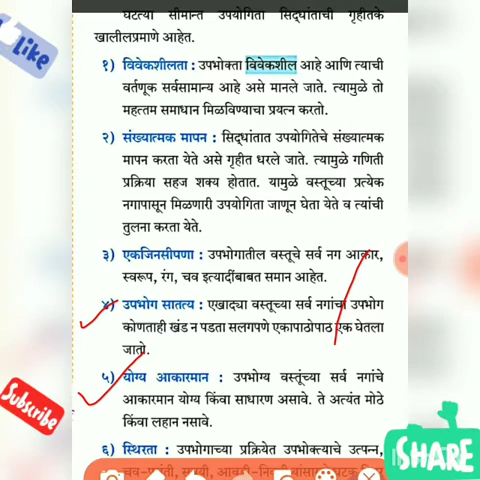 घटत्या सीमान्त उपयोगिता सिद्धांताची गृहीतके
खालीलप्रमाणे आहेत.
१) विवेकशीलता : उपभोक्ता विवेकशील आहे आणि त्याची
वर्तणूक सर्वसामान्य आहे असे मानले जाते. त्यामुळे तो
महत्तम समाधान मिळविण्याचा प्रयत्न करतो.
२) संख्यात्मक मापन : सिद्धांतात उपयोगितेचे संख्यात्मक
मापन करता येते असे गृहीत धरले जाते. त्यामुळे गणिती
प्रक्रिया सहज शक्य होतात. यामुळे वस्तूच्या प्रत्येक
नगापासून मिळणारी उपयोगिता जाणून घेता येते व त्यांची
तुलना करता येते.
३) एकजिनसीपणा : उपभोगातील वस्तूचे सर्व नग आकार,
स्वरूप, रंग, चव इत्यादींबाबत समान आहेत.
४) उपभोग सातत्य : एखाद्या वस्तूच्या सर्व नगांचा उपभोग
कोणताही खंड न पडता सलगपणे एकापाठोपाठ एक घेतला
जातो.
५) योग्य आकारमान : उपभोग्य वस्तूंच्या सर्व नगांचे
आकारमान योग्य किंवा साधारण असावे. ते अत्यंत मोठे
किंवा लहान नसावे.
६) स्थिरता : उपभोगाच्या प्रक्रियेत उपभोक्त्याचे उत्पन्न,
Like
Subscribe
SHARE